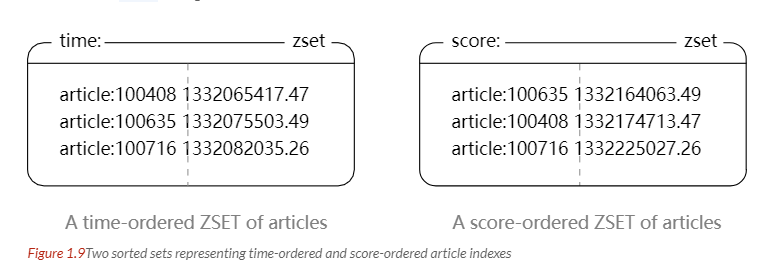 time: zset
article:100408 1332065417.47
article:100635 1332075503.49
article:100716 1332082035.26
A time-ordered ZSET of articles
score: zset
article:100635 1332164063.49
article:100408 1332174713.47
article:100716 1332225027.26
A score-ordered ZSET of articles
Figure 1.9Two sorted sets representing time-ordered and score-ordered article indexes